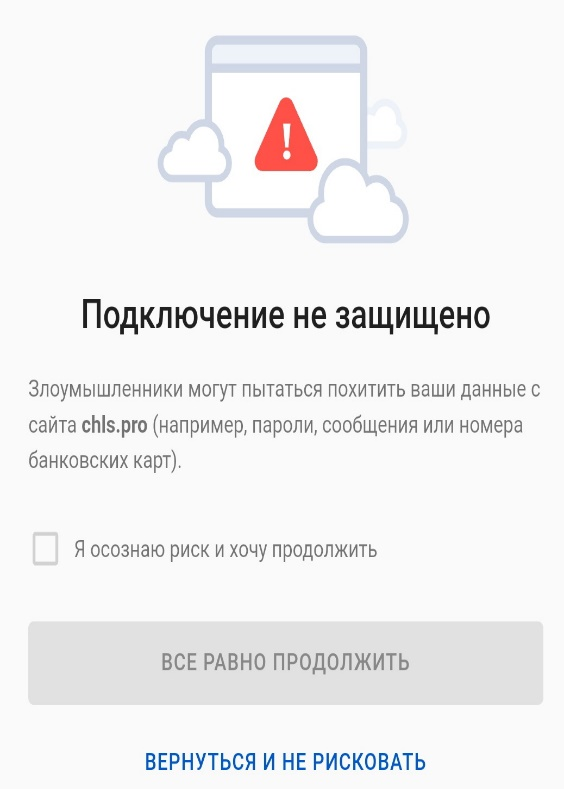 !
Подключение не защищено
Злоумышленники могут пытаться похитить ваши данные с
сайта chls.pro (например, пароли, сообщения или номера
банковских карт).
Я осознаю риск и хочу продолжить
ВСЕ РАВНО ПРОДОЛЖИТЬ
ВЕРНУТЬСЯ И НЕ РИСКОВАТЬ